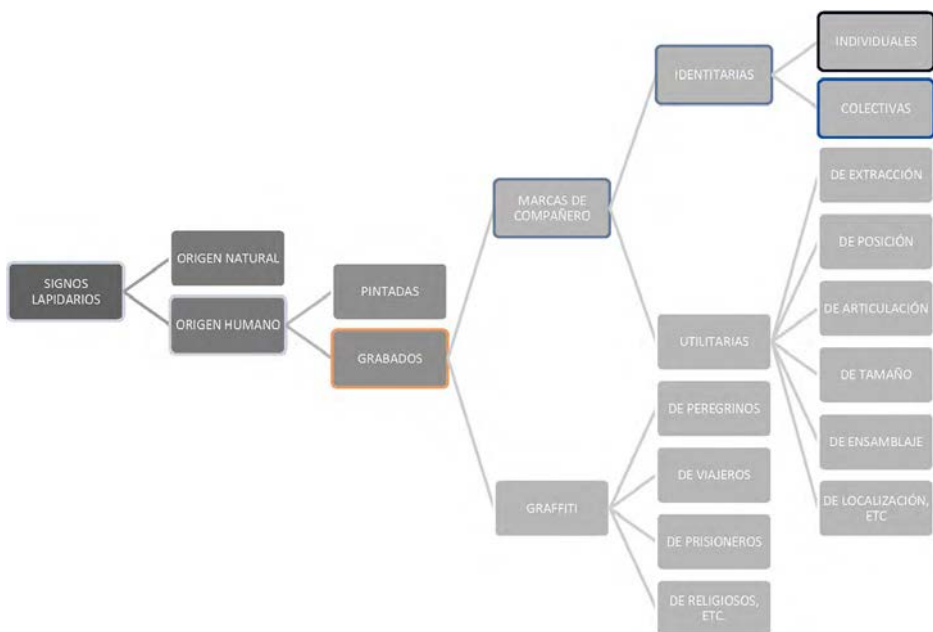 INDIVIDUALES
IDENTITARIAS
COLECTIVAS
DE EXTRACCIÓN
MARCAS DE
COMPAÑERO
DE POSICIÓN
ORIGEN NATURAL
SIGNOS
LAPIDARIOS
PINTADAS
ORIGEN HUMANO
DE ARTICULACIÓN
GRABADOS
UTILITARIAS
DE TAMAÑO
DE PEREGRINOS
DE ENSAMBLAJE
DE VIAJEROS
GRAFFITI
DE LOCALIZACIÓN,
ETC
DE PRISIONEROS
DE RELIGIOSOS,
ETC.